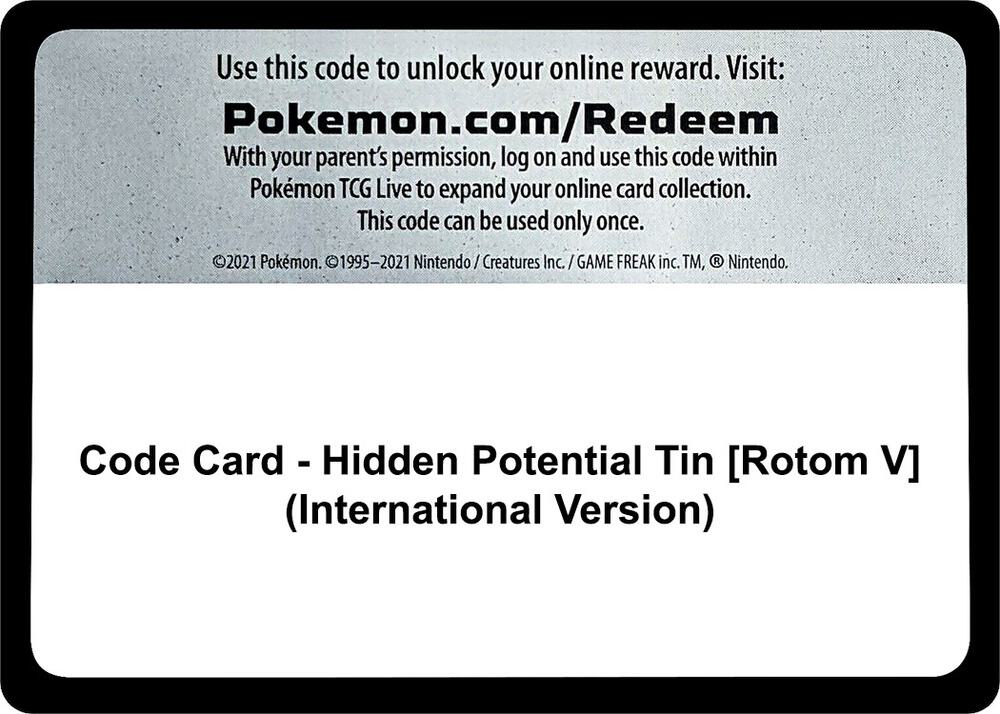 Use this code to unlock your online reward. Visit:
Pokemon.com/Redeem
With your parent's permission, log on and use this code within
Pokémon TCG Live to expand your online card collection.
This code can be used only once.
©2021 Pokémon. ©1995–2021 Nintendo / Creatures Inc. / GAME FREAK inc. TM, ® Nintendo.
Code Card - Hidden Potential Tin [Rotom V]
(International Version)